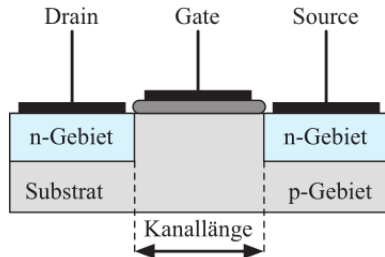 Drain Gate Source
n-Gebiet n-Gebiet
Substrat p-Gebiet
Kanallänge